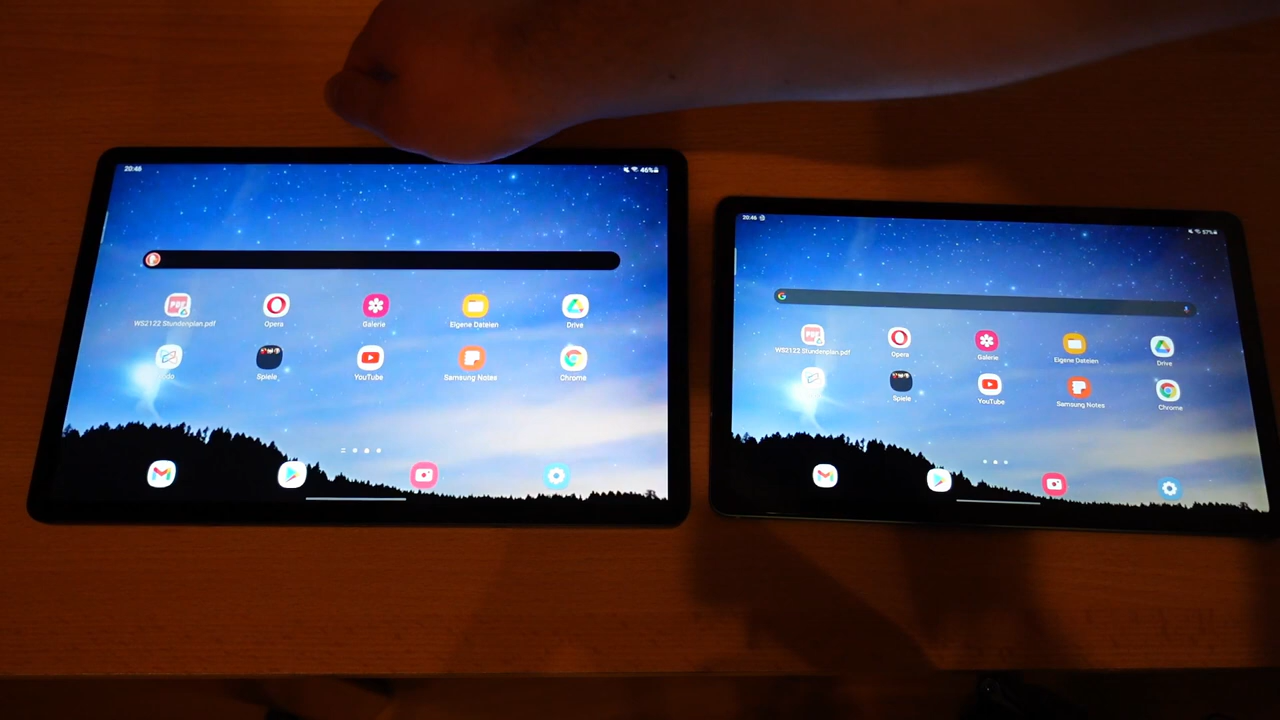 20:46
46%
WS2122 Stundenplan.pdf
Opera
Galerie
Eigene Dateien
Drive
Spiele
YouTube
Samsung Notes
Chrome
20:46
57%
WS2122 Stundenplan.pdf
Opera
Galerie
Eigene Dateien
Drive
Spiele
YouTube
Samsung Notes
Chrome